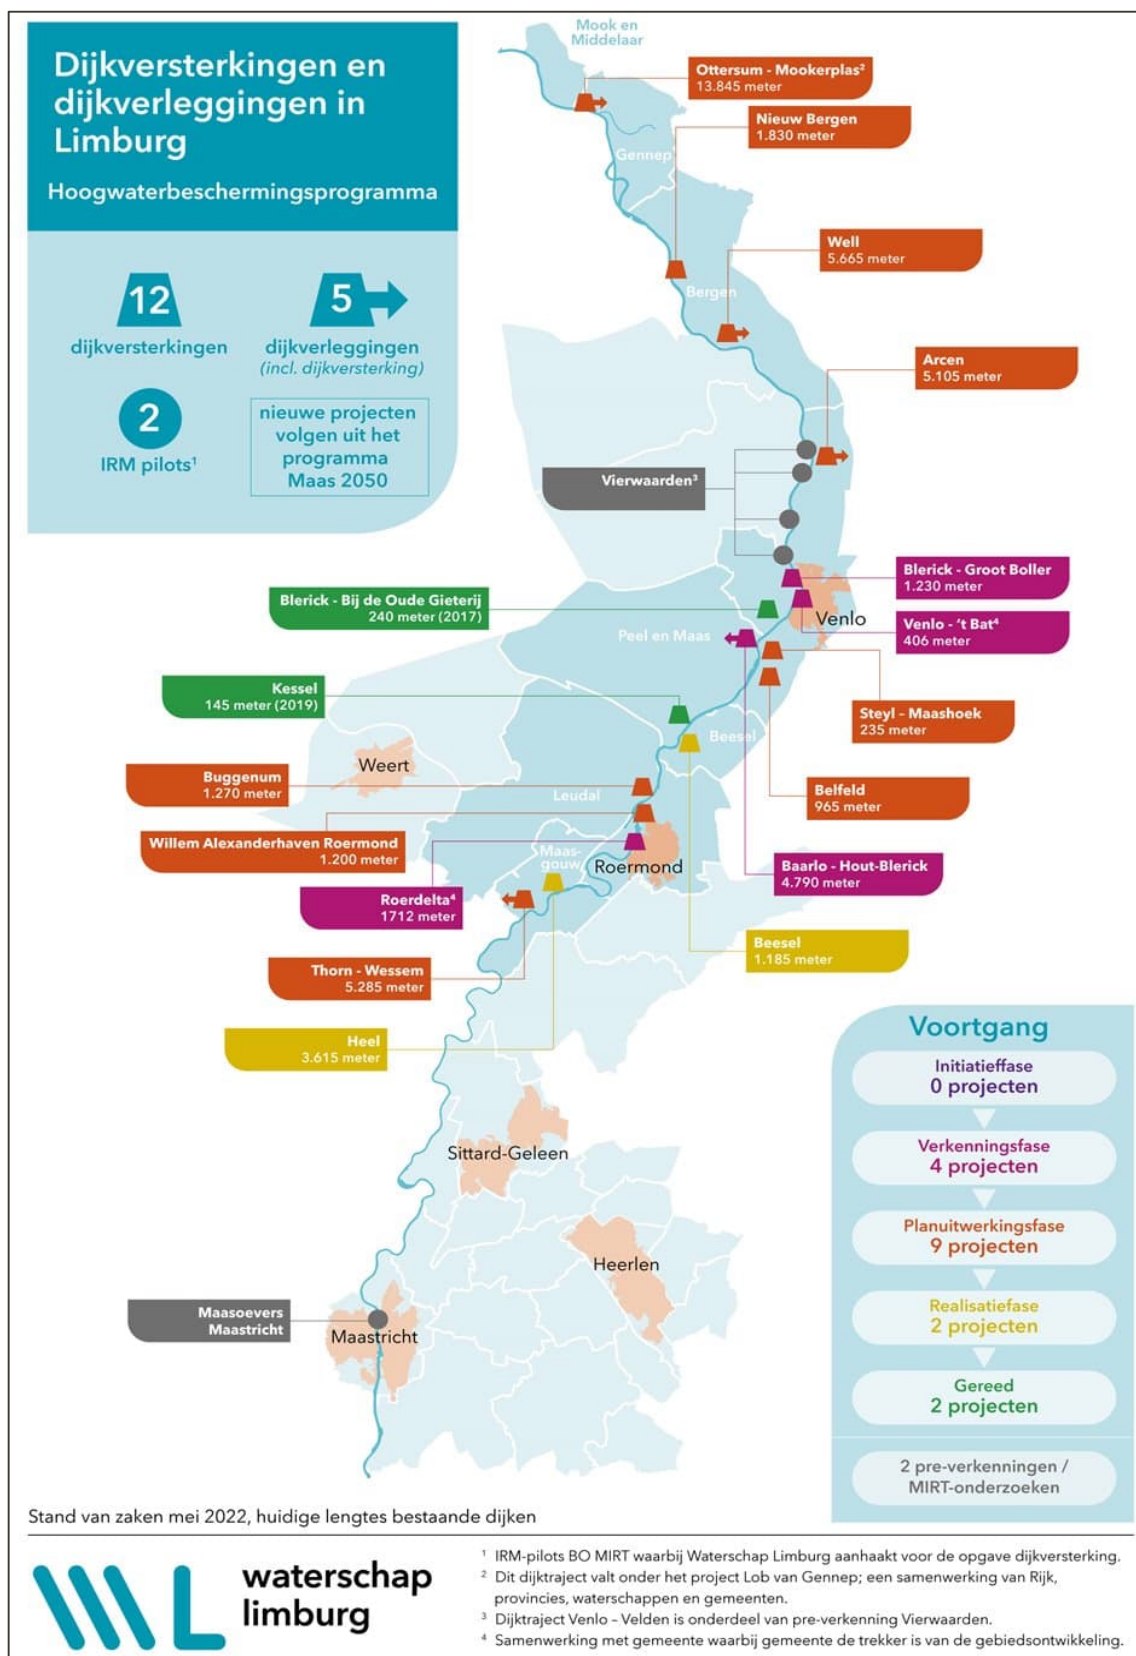 Dijkversterkingen en
dijkverleggingen in
Limburg
Hoogwaterbeschermingsprogramma
12
dijkversterkingen
5
dijkverleggingen
(incl. dijkversterking)
2
IRM pilots¹
nieuwe projecten
volgen uit het
programma
Maas 2050
Mook en
Middelaar
Ottersum - Mookerplas²
13.845 meter
Nieuw Bergen
1.830 meter
Gennep
Well
5.665 meter
Bergen
Arcen
5.105 meter
Vierwaarden³
Blerick - Groot Boller
1.230 meter
Blerick - Bij de Oude Gieterij
240 meter (2017)
Venlo
Venlo - ‘t Bat⁴
406 meter
Peel en Maas
Kessel
145 meter (2019)
Steyl – Maashoek
235 meter
Beesel
Weert
Buggenum
1.270 meter
Leudal
Belfeld
965 meter
Willem Alexanderhaven Roermond
1.200 meter
Maas-
gouw
Roermond
Baarlo - Hout-Blerick
4.790 meter
Roerdelta⁴
1712 meter
Beesel
1.185 meter
Thorn - Wessem
5.285 meter
Heel
3.615 meter
Sittard-Geleen
Heerlen
Maasoevers
Maastricht
Maastricht
Voortgang
Initiatieffase
0 projecten
Verkenningsfase
4 projecten
Planuitwerkingsfase
9 projecten
Realisatiefase
2 projecten
Gereed
2 projecten
2 pre-verkenningen /
MIRT-onderzoeken
Stand van zaken mei 2022, huidige lengtes bestaande dijken
WL
waterschap
limburg
¹ IRM-pilots BO MIRT waarbij Waterschap Limburg aanhaakt voor de opgave dijkversterking.
² Dit dijktraject valt onder het project Lob van Gennep; een samenwerking van Rijk,
provincies, waterschappen en gemeenten.
³ Dijktraject Venlo – Velden is onderdeel van pre-verkenning Vierwaarden.
⁴ Samenwerking met gemeente waarbij gemeente de trekker is van de gebiedsontwikkeling.